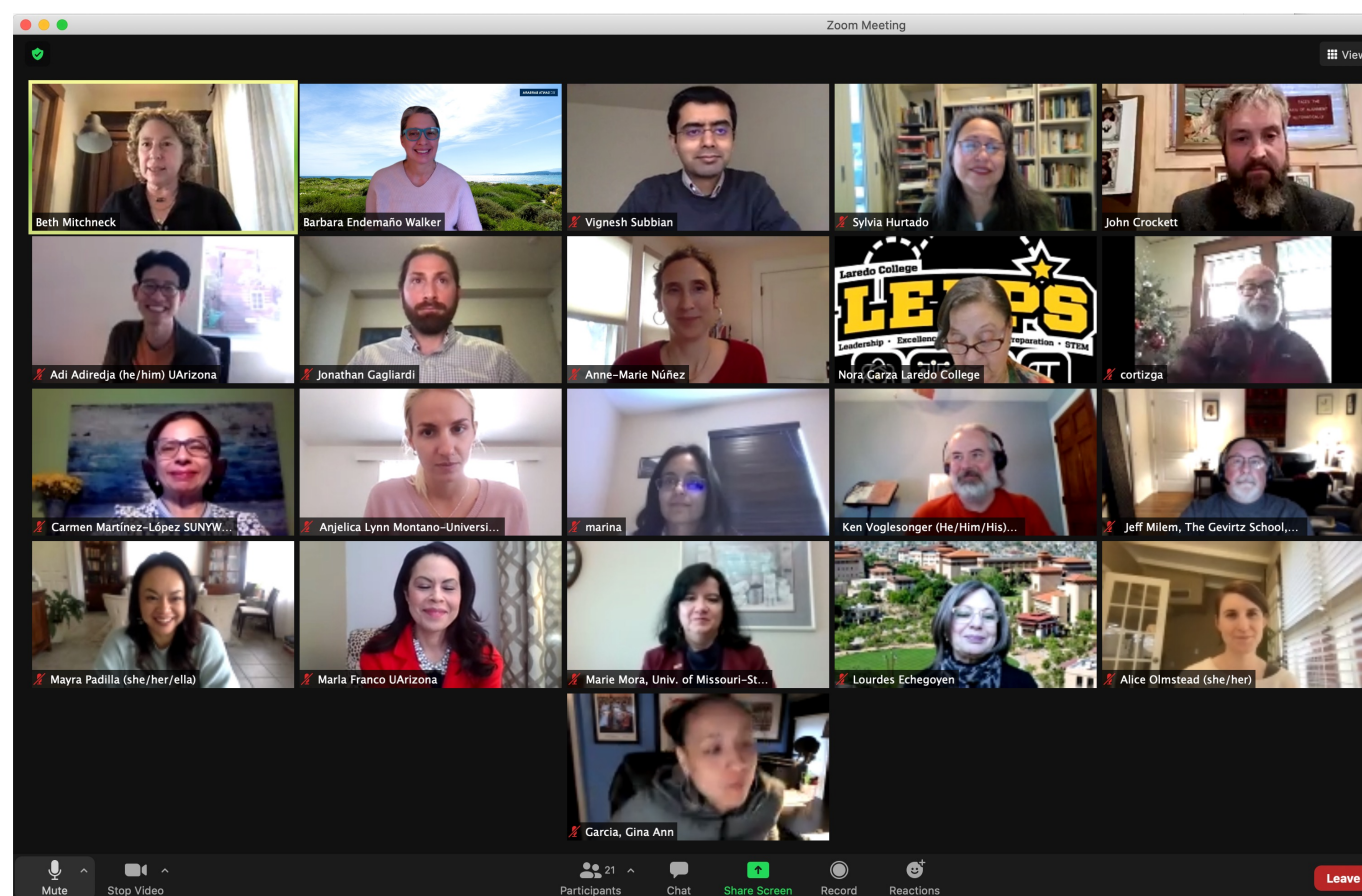 Zoom Meeting
View
Beth Mitchneck
Barbara Endemaño Walker
Vignesh Subbian
Sylvia Hurtado
John Crockett
Adi Adiredja (he/him) UArizona
Jonathan Gagliardi
Anne-Marie Núñez
Laredo College
Leadership · Excellenc
reparation · STEM
Nora Garza Laredo College
cortizga
Carmen Martínez-López SUNYW...
Anjelica Lynn Montano-Universi...
marina
Ken Voglesonger (He/Him/His)...
Jeff Milem, The Gevirtz School,...
Mayra Padilla (she/her/ella)
Marla Franco UArizona
Marie Mora, Univ. of Missouri-St...
Lourdes Echegoyen
Alice Olmstead (she/her)
Garcia, Gina Ann
Mute
Stop Video
21
Participants
Chat
Share Screen
Record
Reactions
Leave